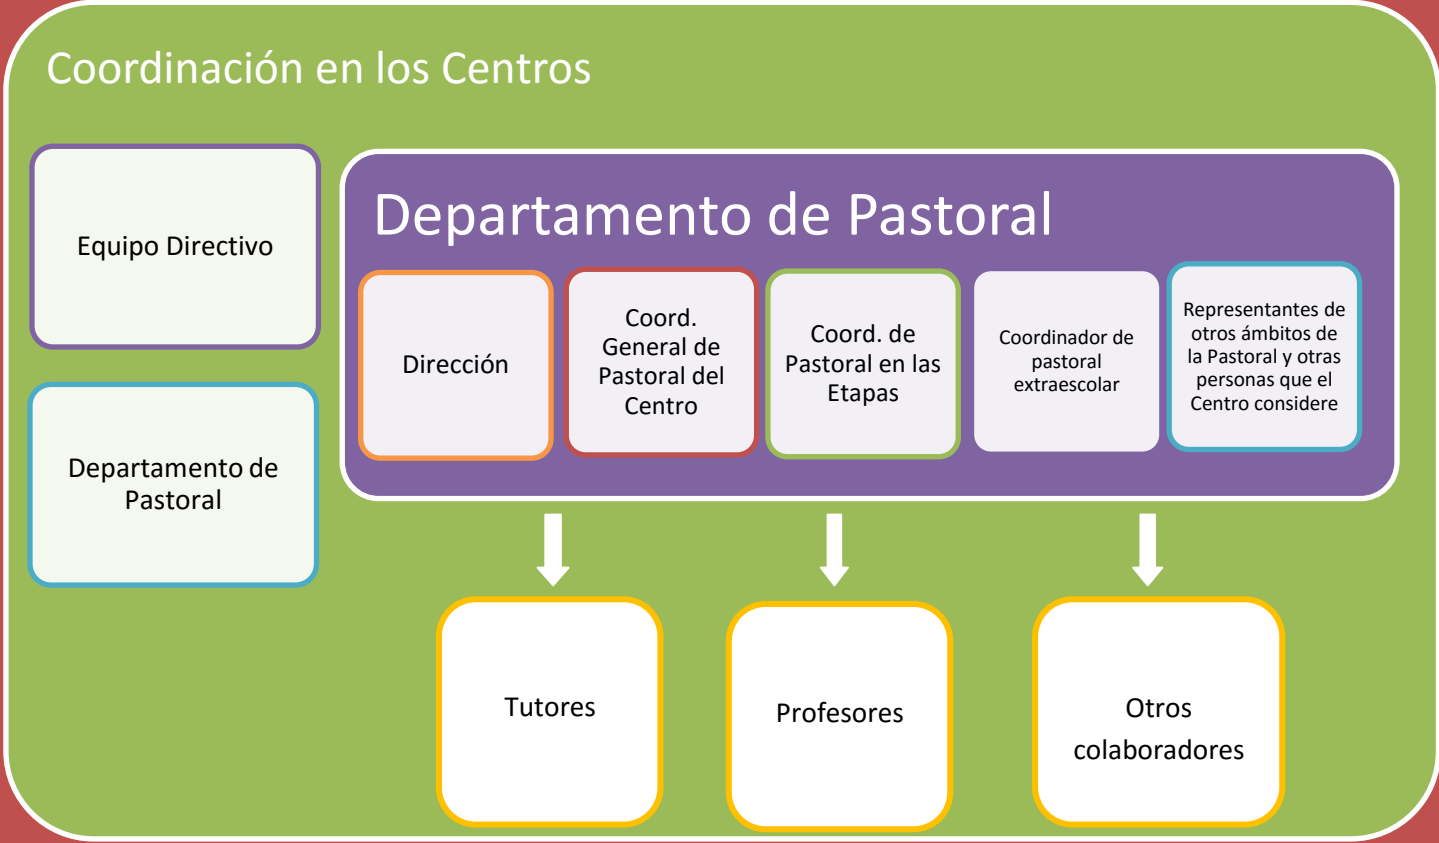 Coordinación en los Centros
Equipo Directivo
Departamento de
Pastoral
Departamento de Pastoral
Dirección
Coord.
General de
Pastoral del
Centro
Coord. de
Pastoral en las
Etapas
Coordinador de
pastoral
extraescolar
Representantes de
otros ámbitos de
la Pastoral y otras
personas que el
Centro considere
Tutores
Profesores
Otros
colaboradores